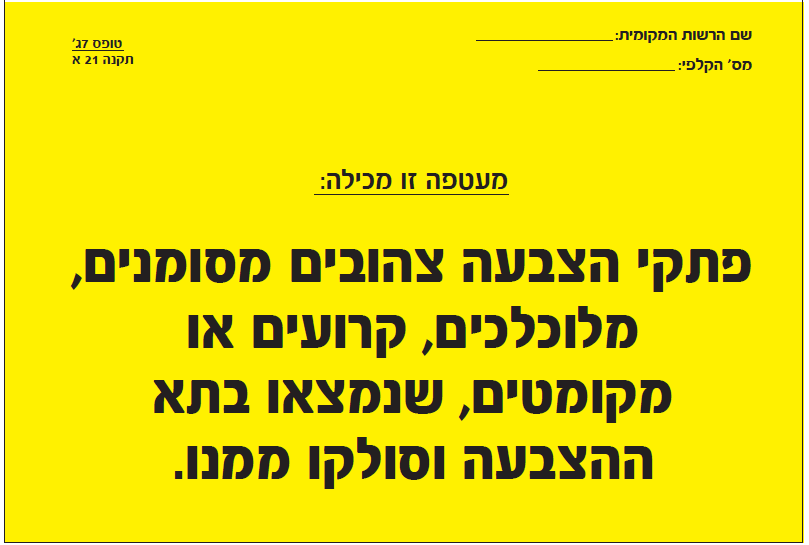 שם הרשות המקומית:
מס' הקלפי:
טופס 7ג'
תקנה 21 א
מעטפה זו מכילה:
פתקי הצבעה צהובים מסומנים,
מלוכלכים, קרועים או
מקומטים, שנמצאו בתא
ההצבעה וסולקו ממנו.